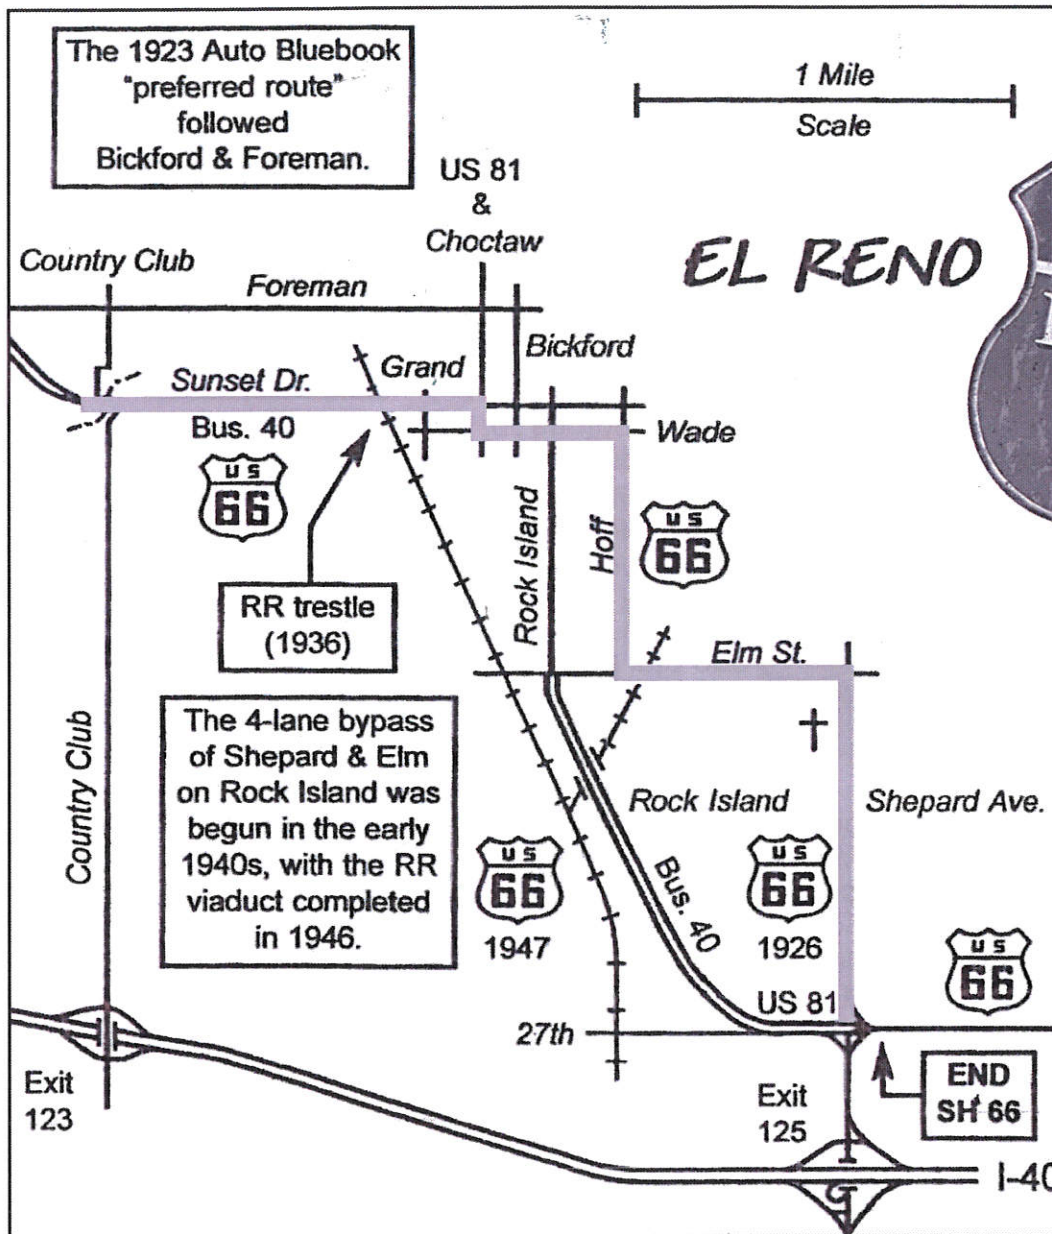 The 1923 Auto Bluebook
"preferred route"
followed
Bickford & Foreman.
1 Mile
Scale
US 81
&
Choctaw
EL RENO
Country Club
Foreman
Bickford
Grand
Sunset Dr.
Bus. 40
Wade
US
66
US
66
Rock Island
Hoff
RR trestle
(1936)
Elm St.
The 4-lane bypass
of Shepard & Elm
on Rock Island was
begun in the early
1940s, with the RR
viaduct completed
in 1946.
Country Club
Rock Island
Shepard Ave.
US
66
1947
Bus. 40
US
66
1926
US 81
US
66
27th
END
SH 66
Exit
123
Exit
125
I-40